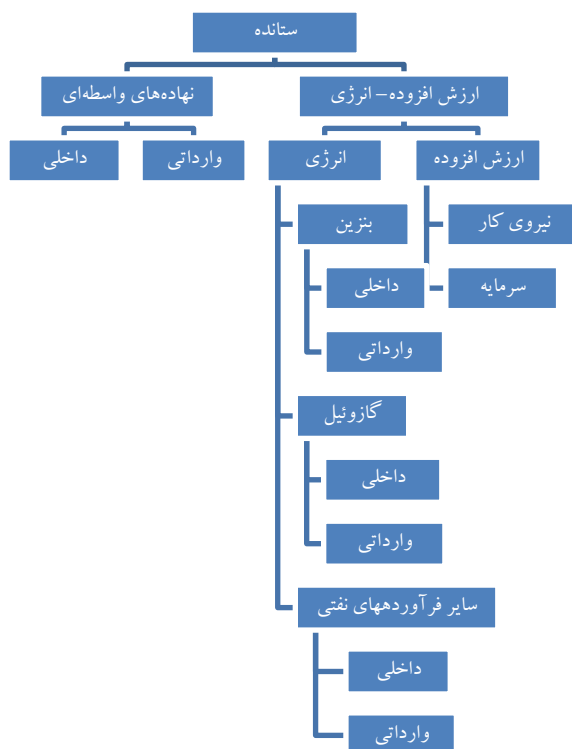 ستانده
ارزش افزوده– انرژی
نهاده‌های واسطه‌ای
ارزش افزوده
انرژی
وارداتی
داخلی
نیروی کار
سرمایه
بنزین
داخلی
وارداتی
گازوئیل
داخلی
وارداتی
سایر فرآوردههای نفتی
داخلی
وارداتی